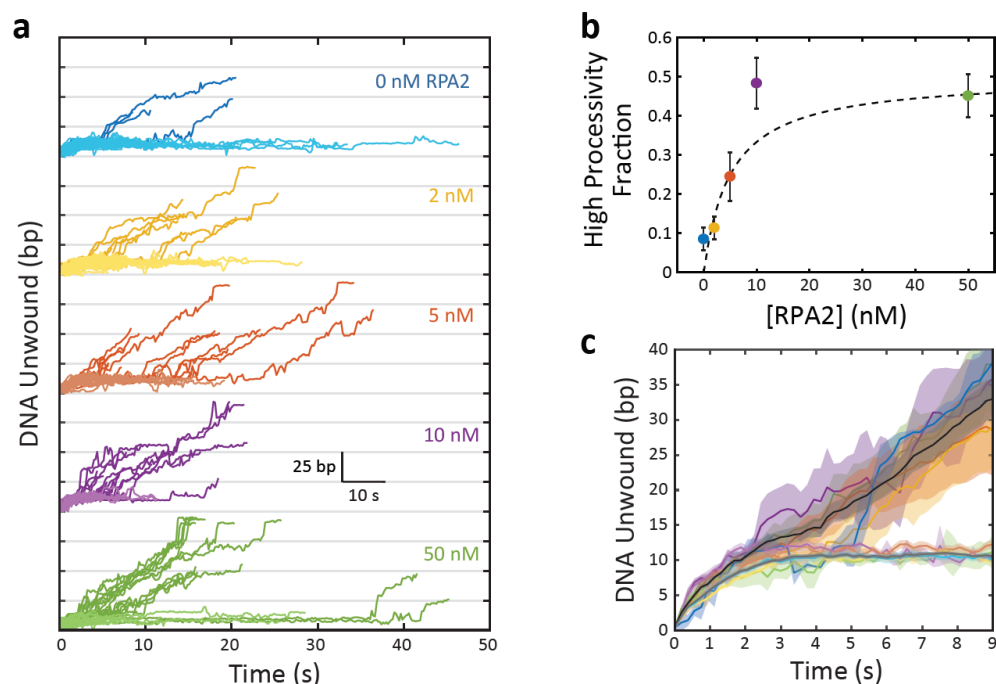 a
DNA Unwound (bp)
0 nM RPA2
2 nM
5 nM
10 nM
25 bp
10 s
50 nM
0 10 20 30 40 50
Time (s)
b
High Processivity
Fraction
0.6
0.5
0.4
0.3
0.2
0.1
0
0 10 20 30 40 50
[RPA2] (nM)
c
DNA Unwound (bp)
40
35
30
25
20
15
10
5
0
0 1 2 3 4 5 6 7 8 9
Time (s)